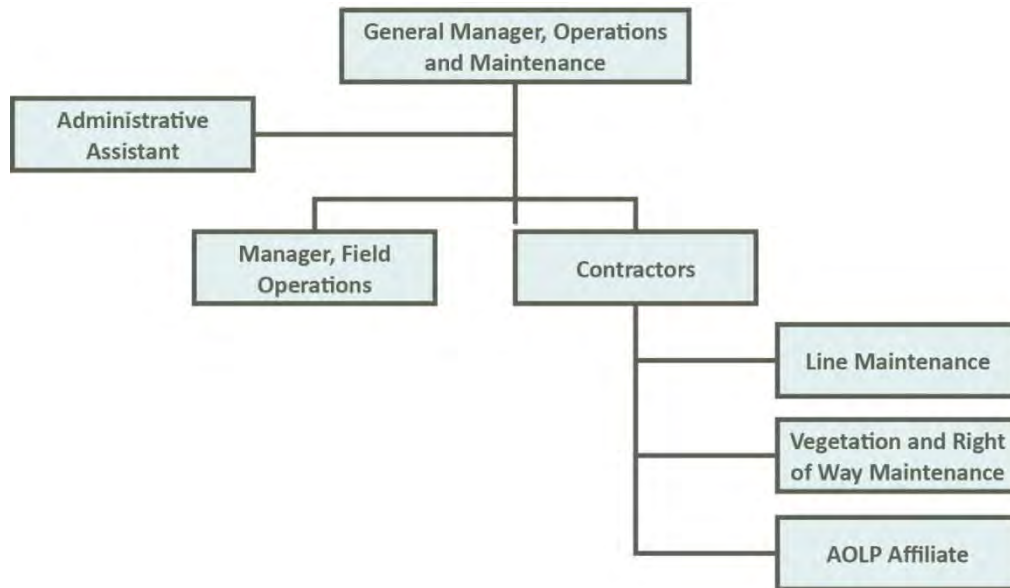 General Manager, Operations
and Maintenance
Administrative
Assistant
Manager, Field
Operations
Contractors
Line Maintenance
Vegetation and Right
of Way Maintenance
AOLP Affiliate